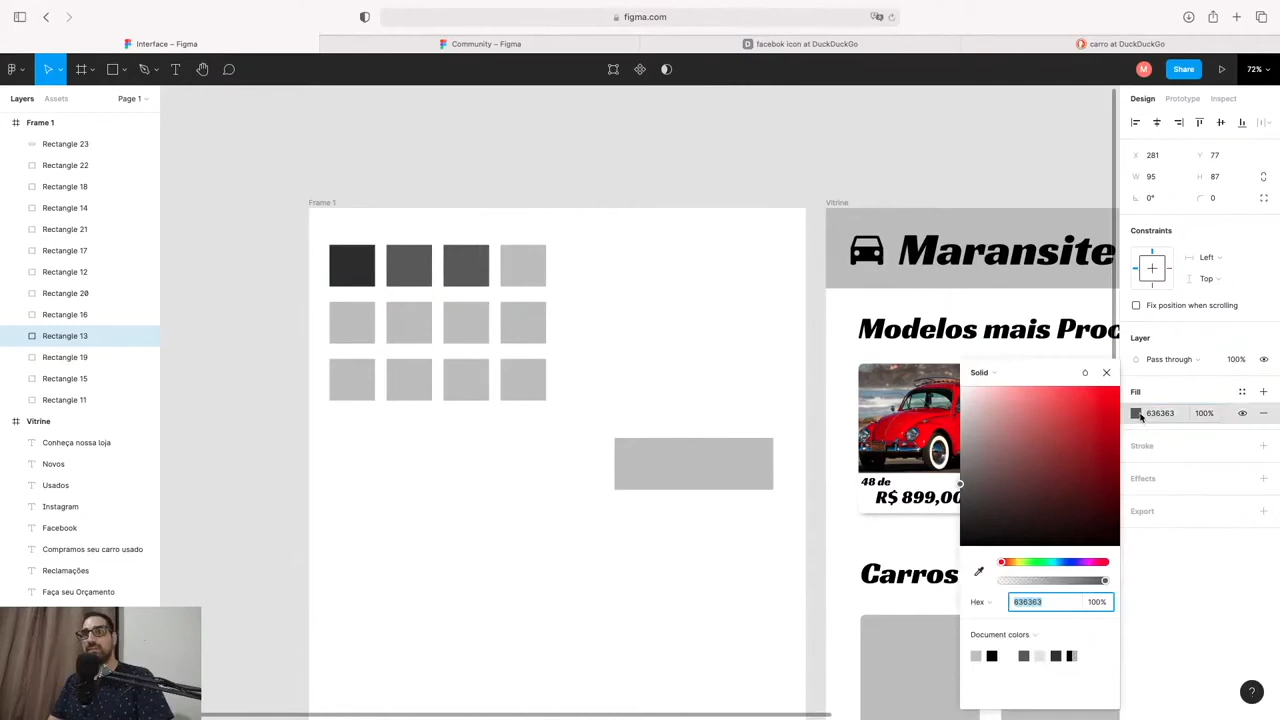 figma.com
Interface – Figma
Community – Figma
facebok icon at DuckDuckGo
carro at DuckDuckGo
M
Share
72%
Layers
Assets
Page 1
Design
Prototype
Inspect
Frame 1
Rectangle 23
Rectangle 22
Rectangle 18
Rectangle 14
Rectangle 21
Rectangle 17
Rectangle 12
Rectangle 20
Rectangle 16
Rectangle 13
Rectangle 19
Rectangle 15
Rectangle 11
Vitrine
Conheça nossa loja
Novos
Usados
Instagram
Facebook
Compramos seu carro usado
Reclamações
Faça seu Orçamento
Frame 1
Vitrine
Maransite
Modelos mais Proc
48 de
R$ 899,00
Carros
X 281 Y 77
W 95 H 87
0° 0
Constraints
Left
Top
Fix position when scrolling
Layer
Pass through 100%
Fill
636363 100%
Stroke
Effects
Export
Solid
Hex 636363 100%
Document colors
?